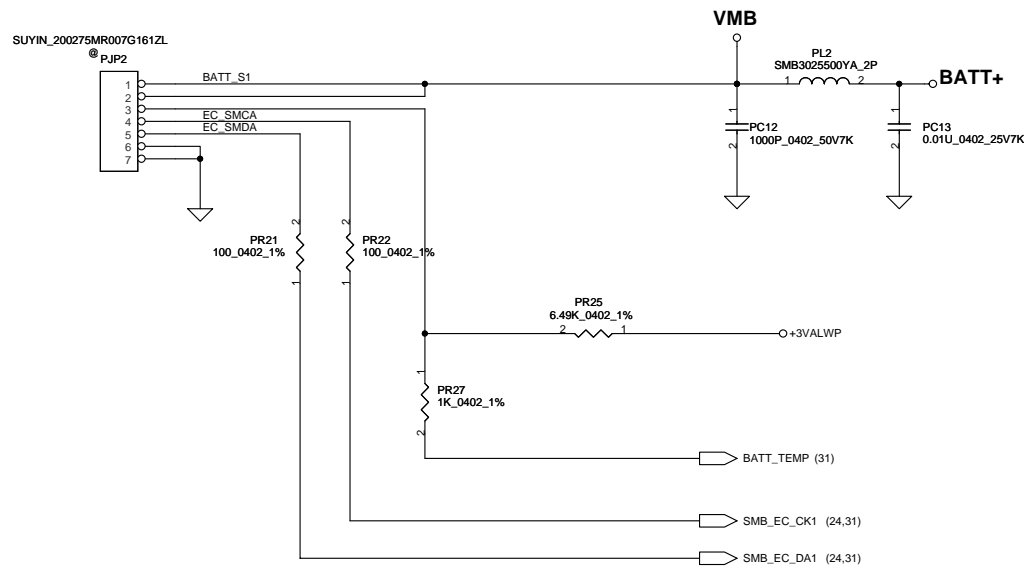 VMB
SUYIN_200275MR007G161ZL
@
PJP2
PL2
SMB3025500YA_2P
1
BATT_S1
1
2
BATT+
2
3
4
EC_SMCA
5
EC_SMDA
6
7
1
PC12
1000P_0402_50V7K
2
1
PC13
0.01U_0402_25V7K
2
2
PR21
100_0402_1%
1
2
PR22
100_0402_1%
1
PR25
6.49K_0402_1%
2
1
+3VALWP
1
PR27
1K_0402_1%
2
BATT_TEMP (31)
SMB_EC_CK1 (24,31)
SMB_EC_DA1 (24,31)